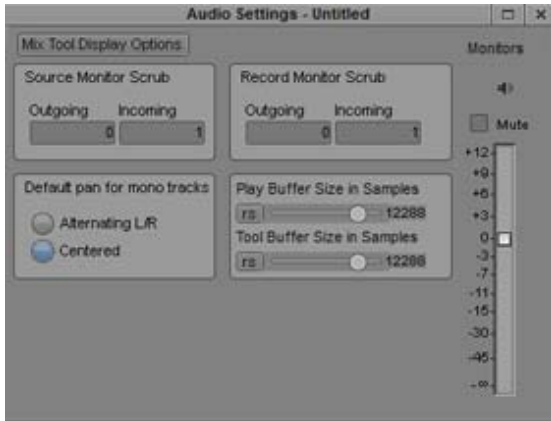 Audio Settings - Untitled
Mix Tool Display Options
Monitors
Source Monitor Scrub
Outgoing Incoming
0 1
Record Monitor Scrub
Outgoing Incoming
0 1
Mute
Default pan for mono tracks
Alternating L/R
Centered
Play Buffer Size in Samples
rs 12288
Tool Buffer Size in Samples
rs 12288
+12
+9
+6
+3
0
-3
-7
-11
-15
-30
-45
-∞